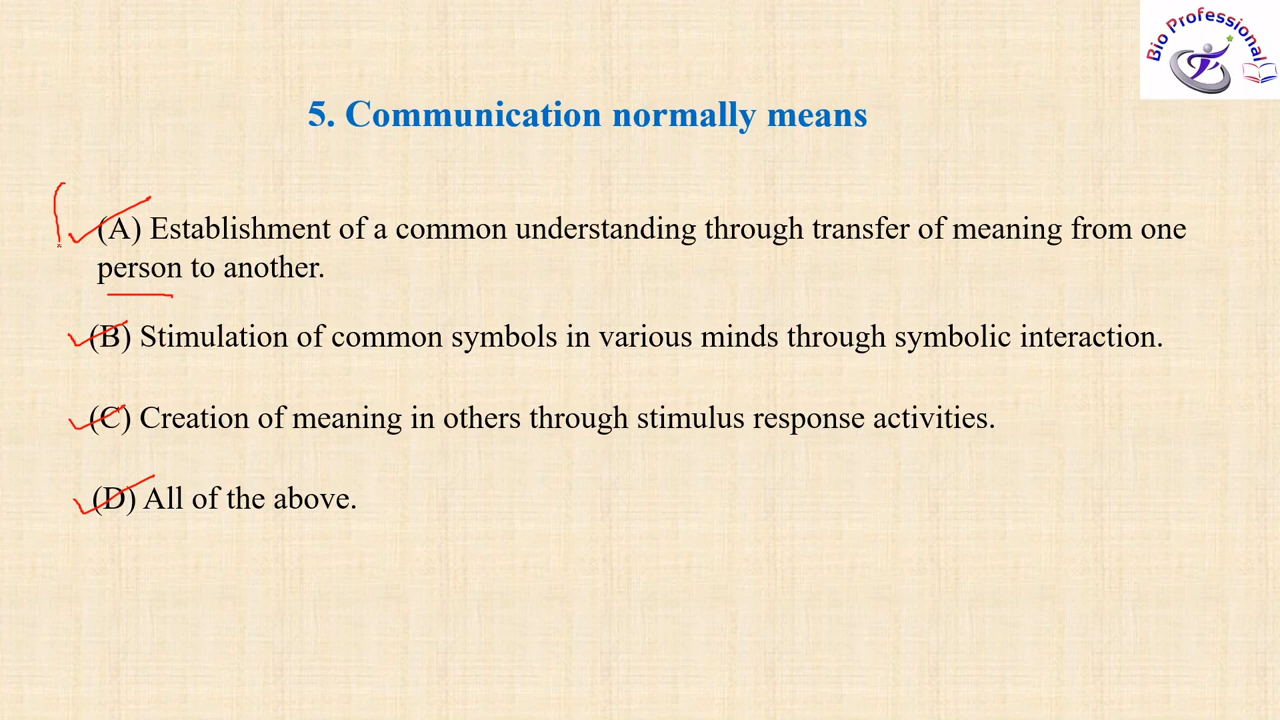 Bio Professional
5. Communication normally means
(A) Establishment of a common understanding through transfer of meaning from one
person to another.
(B) Stimulation of common symbols in various minds through symbolic interaction.
(C) Creation of meaning in others through stimulus response activities.
(D) All of the above.